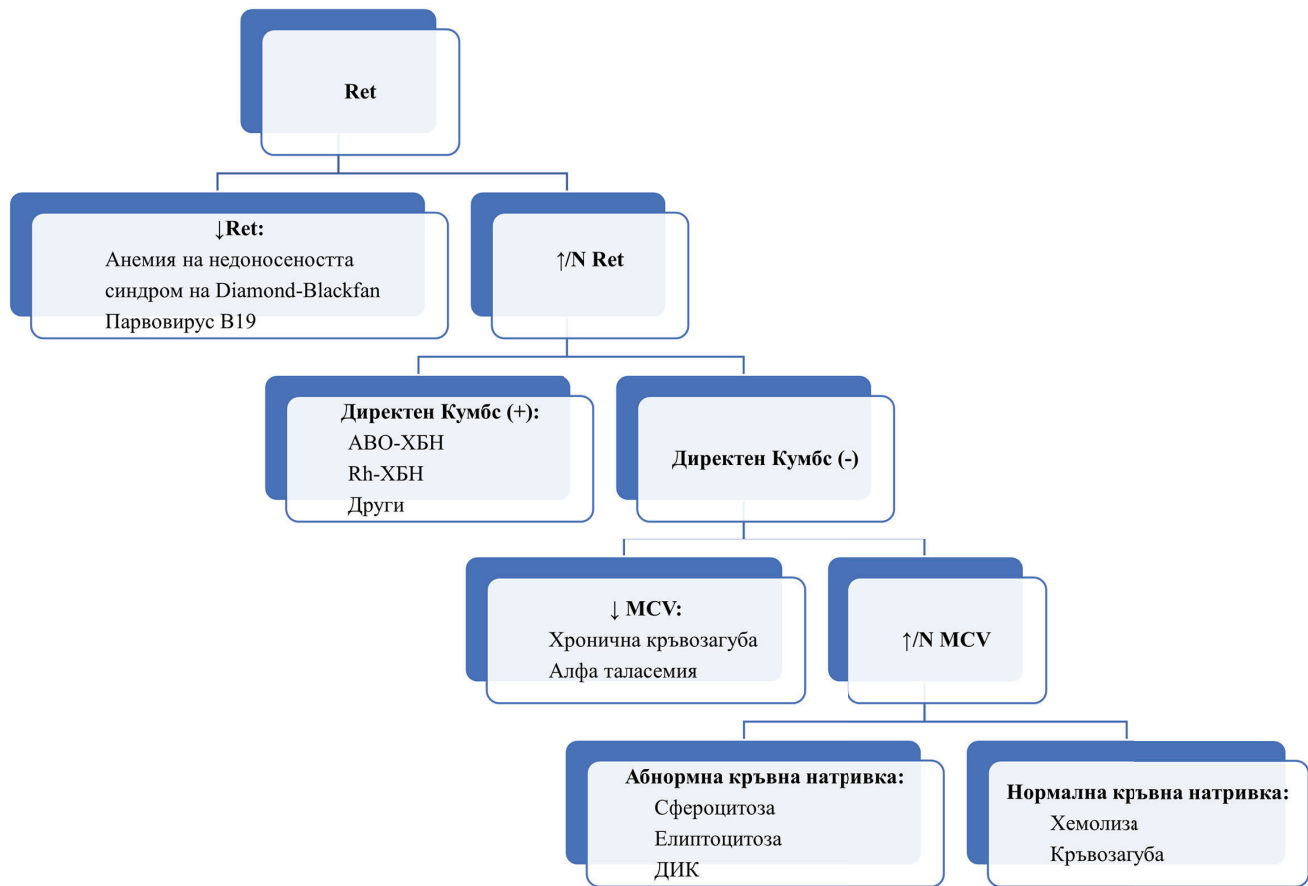 Ret
↓Ret:
Анемия на недоносеността
синдром на Diamond-Blackfan
Парвовирус B19
↑/N Ret
Директен Кумбс (+):
АВО-ХБН
Rh-ХБН
Други
Директен Кумбс (-)
↓ MCV:
Хронична кръвозагуба
Алфа таласемия
↑/N MCV
Абнормна кръвна натривка:
Сфероцитоза
Елиптоцитоза
ДИК
Нормална кръвна натривка:
Хемолиза
Кръвозагуба